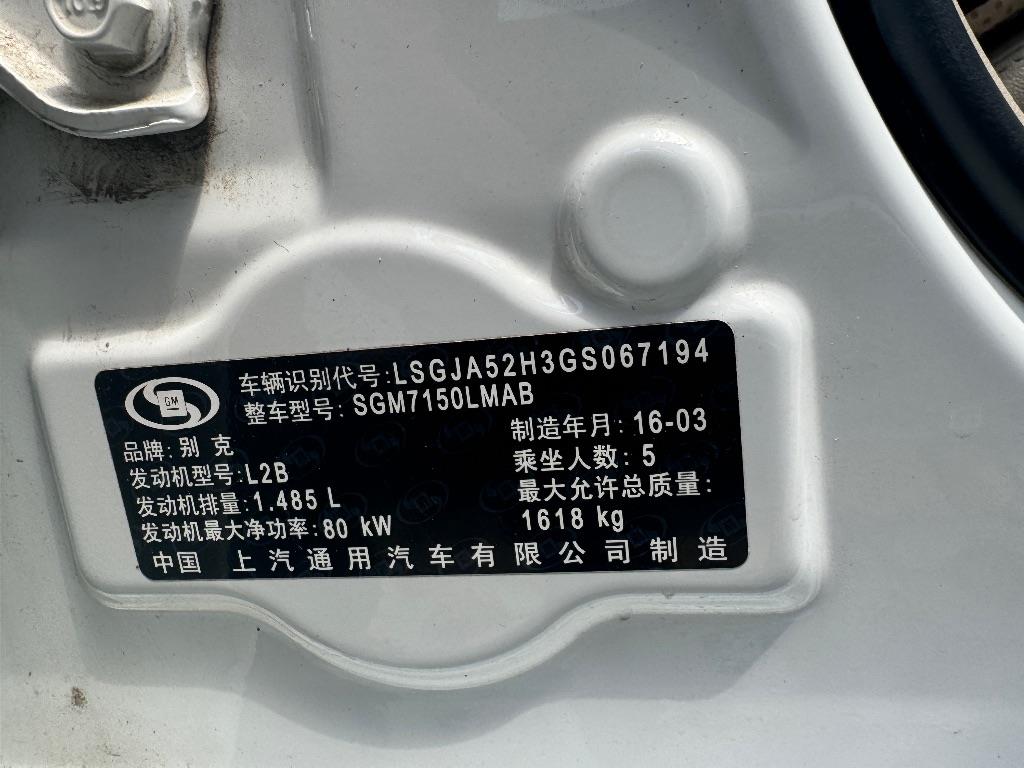 车辆识别代号:LSGJA52H3GS067194
整车型号: SGM7150LMAB
GM
品牌: 别 克
制造年月: 16-03
发动机型号: L2B
乘坐人数: 5
发动机排量: 1.485 L
最大允许总质量:
发动机最大净功率: 80 kW
1618 kg
中国 上汽通用汽车有限公司制造